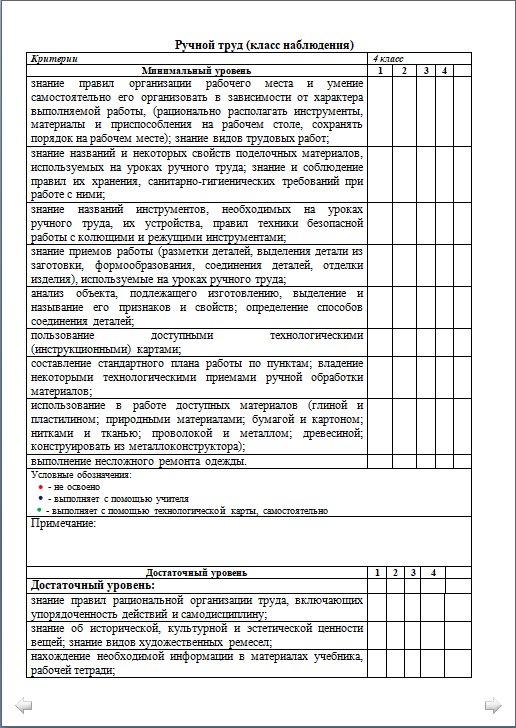 Ручной труд (класс наблюдения)
Критерии 4 класс
Минимальный уровень 1 2 3 4
знание правил организации рабочего места и умение
самостоятельно его организовать в зависимости от характера
выполняемой работы, (рационально располагать инструменты,
материалы и приспособления на рабочем столе, сохранять
порядок на рабочем месте); знание видов трудовых работ;
знание названий и некоторых свойств поделочных материалов,
используемых на уроках ручного труда; знание и соблюдение
правил их хранения, санитарно-гигиенических требований при
работе с ними;
знание названий инструментов, необходимых на уроках
ручного труда, их устройства, правил техники безопасной
работы с колющими и режущими инструментами;
знание приемов работы (разметки деталей, выделения детали из
заготовки, формообразования, соединения деталей, отделки
изделия), используемые на уроках ручного труда;
анализ объекта, подлежащего изготовлению, выделение и
называние его признаков и свойств; определение способов
соединения деталей;
пользование доступными технологическими
(инструкционными) картами;
составление стандартного плана работы по пунктам; владение
некоторыми технологическими приемами ручной обработки
материалов;
использование в работе доступных материалов (глиной и
пластилином; природными материалами; бумагой и картоном;
нитками и тканью; проволокой и металлом; древесиной;
конструировать из металлоконструктора);
выполнение несложного ремонта одежды.
Условные обозначения:
• - не освоено
• - выполняет с помощью учителя
• - выполняет с помощью технологической карты, самостоятельно
Примечание:
Достаточный уровень 1 2 3 4
Достаточный уровень:
знание правил рациональной организации труда, включающих
упорядоченность действий и самодисциплину;
знание об исторической, культурной и эстетической ценности
вещей; знание видов художественных ремесел;
нахождение необходимой информации в материалах учебника,
рабочей тетради;